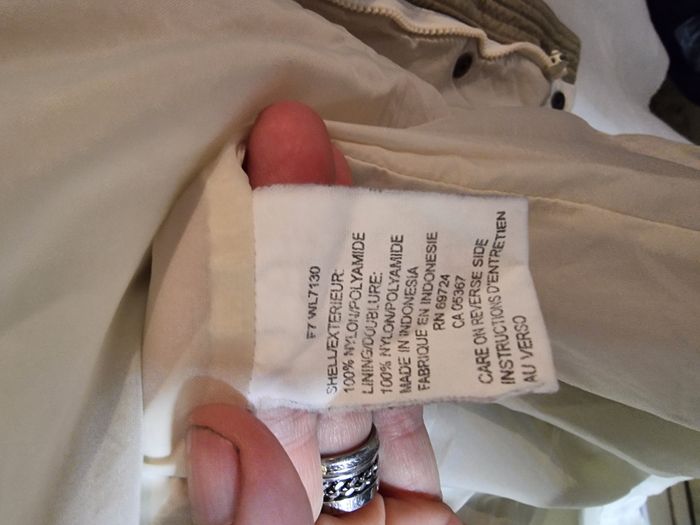 F7 WL7130
SHELL/EXTERIEUR:
100% NYLON/POLYAMIDE
LINING/DOUBLURE:
100% NYLON/POLYAMIDE
MADE IN INDONESIA
FABRIQUE EN INDONESIE
RN 69724
CA 05367
CARE ON REVERSE SIDE
INSTRUCTIONS D'ENTRETIEN
AU VERSO